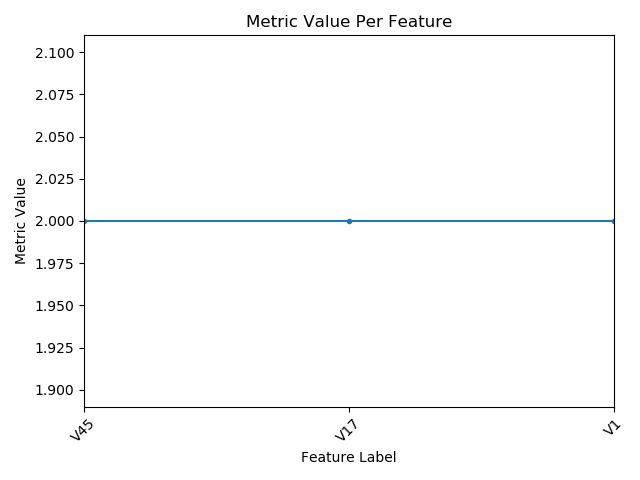 Metric Value Per Feature
Metric Value
2.100
2.075
2.050
2.025
2.000
1.975
1.950
1.925
1.900
V45
V17
V1
Feature Label